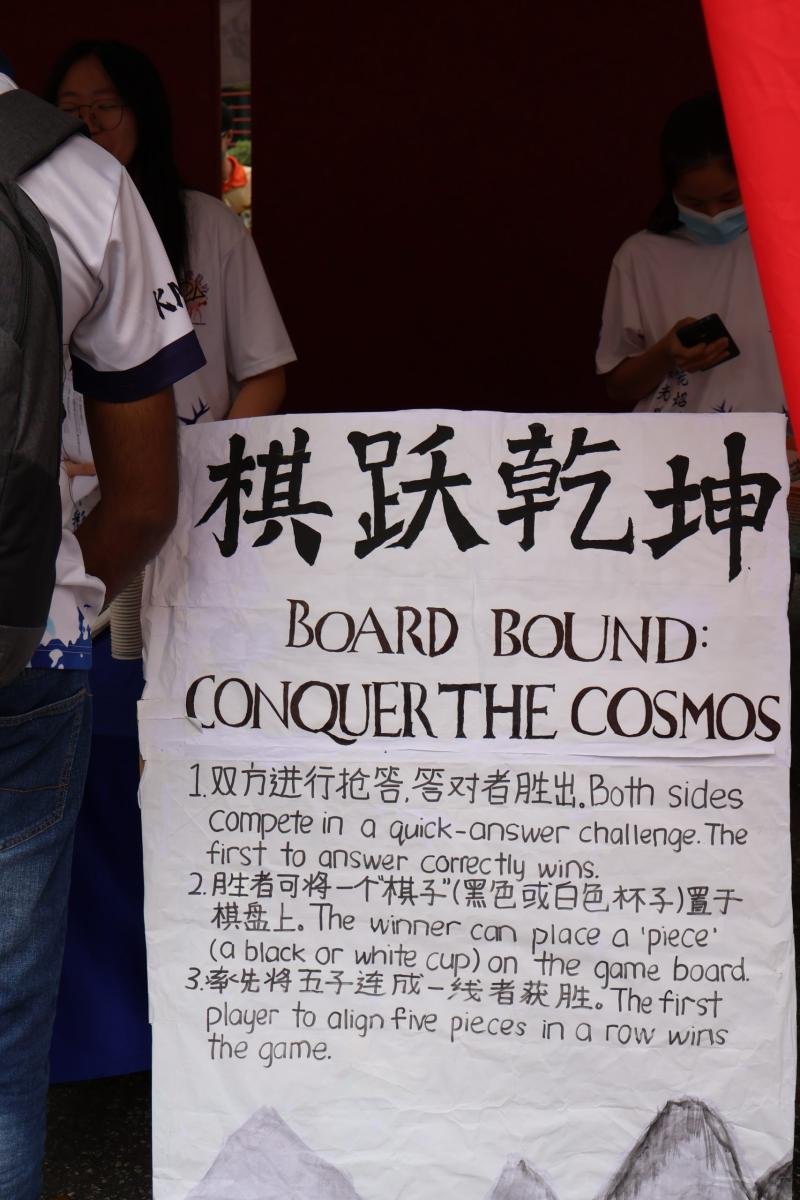 棋跃乾坤
BOARD BOUND:
CONQUER THE COSMOS
1.双方进行抢答,答对者胜出。Both sides
compete in a quick-answer challenge. The
first to answer correctly wins.
2.胜者可将一个"棋子"(黑色或白色杯子)置于
棋盘上。The winner can place a 'piece'
(a black or white cup) on the game board.
3.率先将五子连成一线者获胜。The first
player to align five pieces in a row wins
the game.